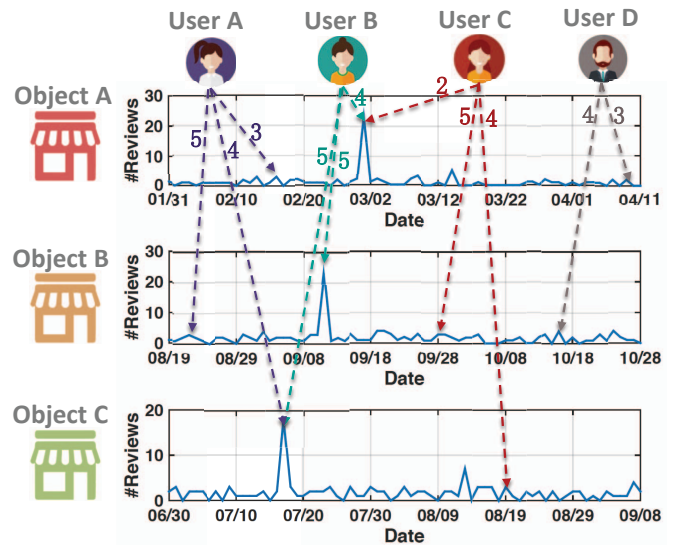 User A User B User C User D
Object A
#Reviews
30
20
10
0
5 4 3 5 5 4 2 5 4 4 3
01/31 02/10 02/20 03/02 03/12 03/22 04/01 04/11
Date
Object B
#Reviews
30
20
10
0
08/19 08/29 09/08 09/18 09/28 10/08 10/18 10/28
Date
Object C
#Reviews
20
10
0
06/30 07/10 07/20 07/30 08/09 08/19 08/29 09/08
Date